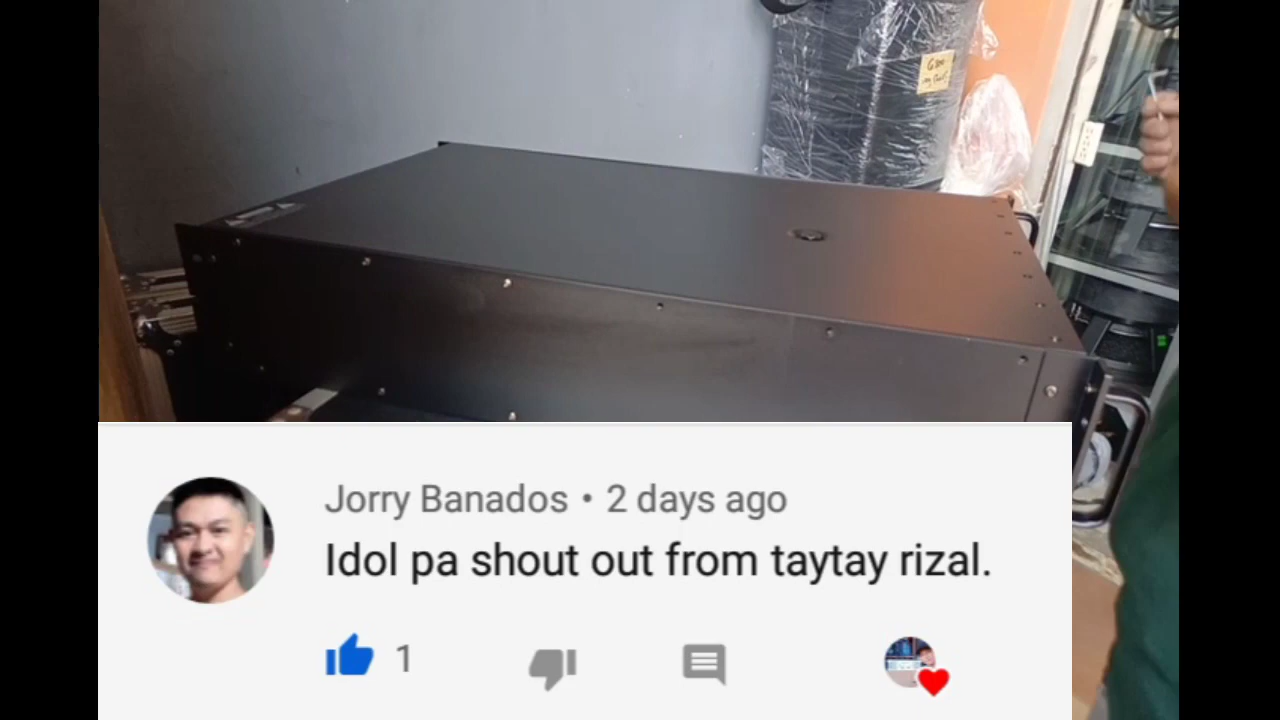 Jorry Banados • 2 days ago
Idol pa shout out from taytay rizal.
1